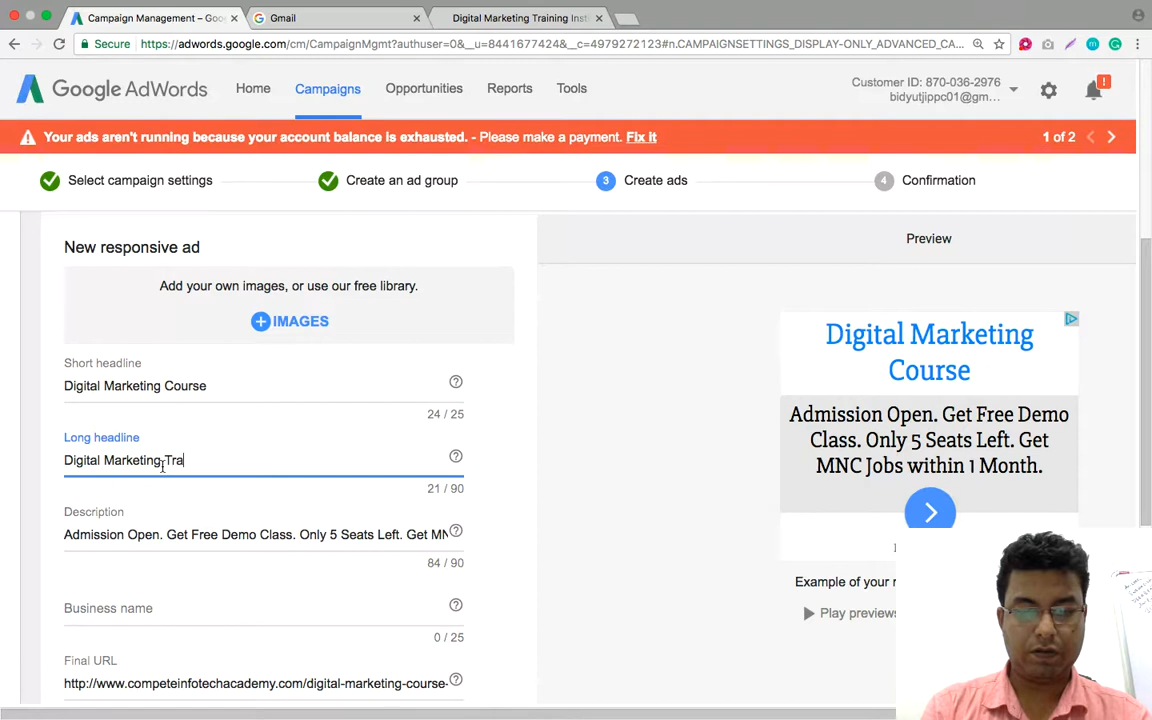 Campaign Management – Goo
Gmail
Digital Marketing Training Insti
Secure
https://adwords.google.com/cm/CampaignMgmt?authuser=0&__u=8441677424&__c=4979272123#n.CAMPAIGNSETTINGS_DISPLAY-ONLY_ADVANCED_CA...
Google AdWords
Home
Campaigns
Opportunities
Reports
Tools
Customer ID: 870-036-2976
bidyutjippc01@gm...
!
Your ads aren't running because your account balance is exhausted. - Please make a payment. Fix it
1 of 2
Select campaign settings
Create an ad group
3 Create ads
4 Confirmation
New responsive ad
Preview
Add your own images, or use our free library.
+ IMAGES
Short headline
Digital Marketing Course
24 / 25
Long headline
Digital Marketing Tra
21 / 90
Description
Admission Open. Get Free Demo Class. Only 5 Seats Left. Get MN
84 / 90
Business name
0 / 25
Final URL
http://www.competeinfotechacademy.com/digital-marketing-course-
Digital Marketing
Course
Admission Open. Get Free Demo
Class. Only 5 Seats Left. Get
MNC Jobs within 1 Month.
Example of your r
Play previews